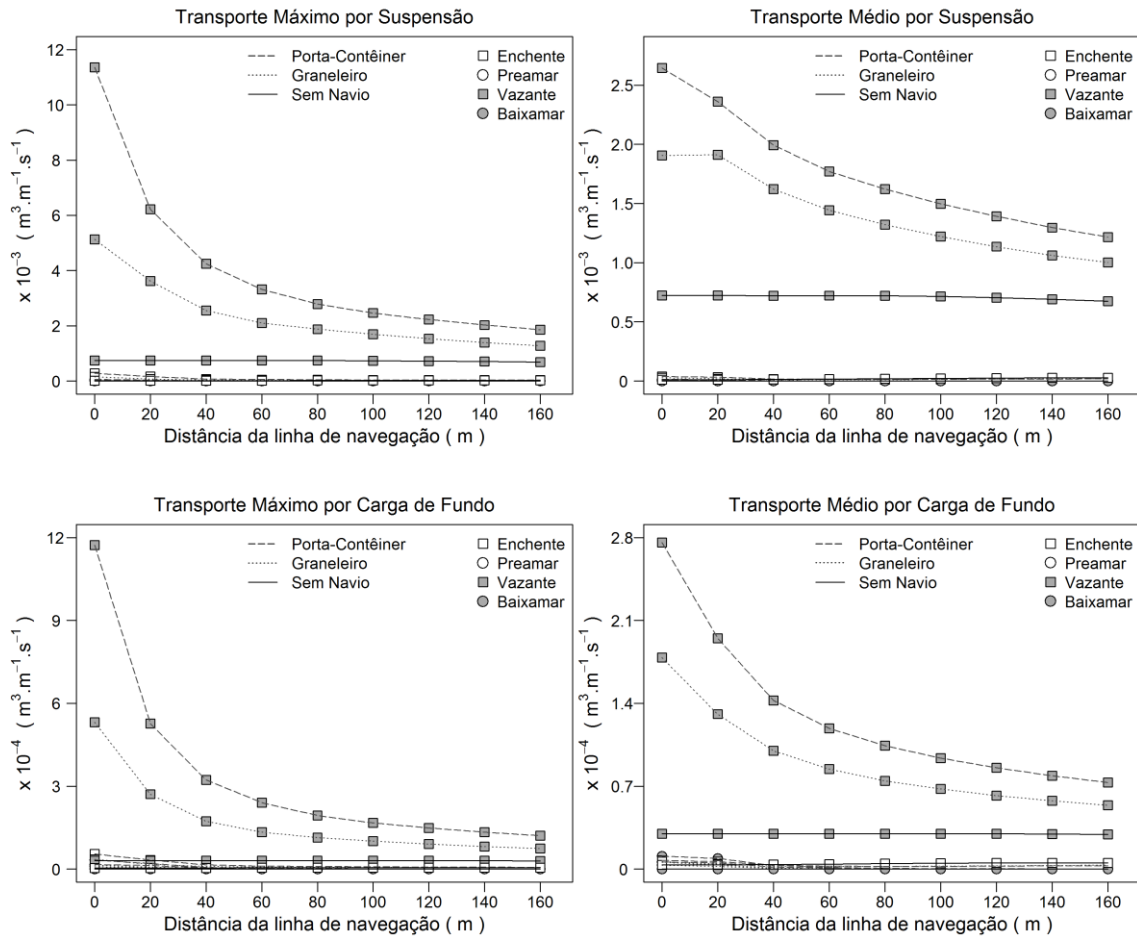 Transporte Máximo por Suspensão
Porta-Contêiner
Graneleiro
Sem Navio
Enchente
Preamar
Vazante
Baixamar
12
10
8
6
4
2
0
x 10⁻³ ( m³.m⁻¹.s⁻¹ )
0 20 40 60 80 100 120 140 160
Distância da linha de navegação ( m )
Transporte Médio por Suspensão
Porta-Contêiner
Graneleiro
Sem Navio
Enchente
Preamar
Vazante
Baixamar
2.5
2.0
1.5
1.0
0.5
0
x 10⁻³ ( m³.m⁻¹.s⁻¹ )
0 20 40 60 80 100 120 140 160
Distância da linha de navegação ( m )
Transporte Máximo por Carga de Fundo
Porta-Contêiner
Graneleiro
Sem Navio
Enchente
Preamar
Vazante
Baixamar
12
9
6
3
0
x 10⁻⁴ ( m³.m⁻¹.s⁻¹ )
0 20 40 60 80 100 120 140 160
Distância da linha de navegação ( m )
Transporte Médio por Carga de Fundo
Porta-Contêiner
Graneleiro
Sem Navio
Enchente
Preamar
Vazante
Baixamar
2.8
2.1
1.4
0.7
0
x 10⁻⁴ ( m³.m⁻¹.s⁻¹ )
0 20 40 60 80 100 120 140 160
Distância da linha de navegação ( m )